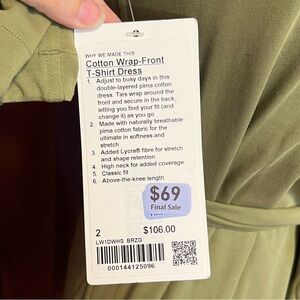 WHY WE MADE THIS
Cotton Wrap-Front
T-Shirt Dress
1. Adjust to busy days in this
double-layered pima cotton
dress. Ties wrap around the
front and secure in the back,
letting you find your fit (and
change it) as you go
2. Made with naturally breathable
pima cotton fabric for the
ultimate in softness and
stretch
3. Added Lycra® fibre for stretch
and shape retention
4. High neck for added coverage
5. Classic fit
6. Above-the-knee length
$69
Final Sale
2 $106.00
LW1DWHS BRZG
000144125096